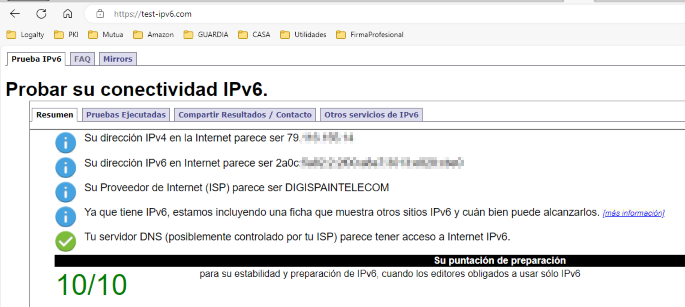 https://test-ipv6.com
Logalty PKI Mutua Amazon GUARDIA CASA Utilidades FirmaProfesional
Prueba IPv6 FAQ Mirrors
Probar su conectividad IPv6.
Resumen Pruebas Ejecutadas Compartir Resultados / Contacto Otros servicios de IPv6
Su dirección IPv4 en la Internet parece ser 79.
Su dirección IPv6 en Internet parece ser 2a0c:
Su Proveedor de Internet (ISP) parece ser DIGISPAINTELECOM
Ya que tiene IPv6, estamos incluyendo una ficha que muestra otros sitios IPv6 y cuán bien puede alcanzarlos. [más información]
Tu servidor DNS (posiblemente controlado por tu ISP) parece tener acceso a Internet IPv6.
Su puntación de preparación
10/10 para su estabilidad y preparación de IPv6, cuando los editores obligados a usar sólo IPv6